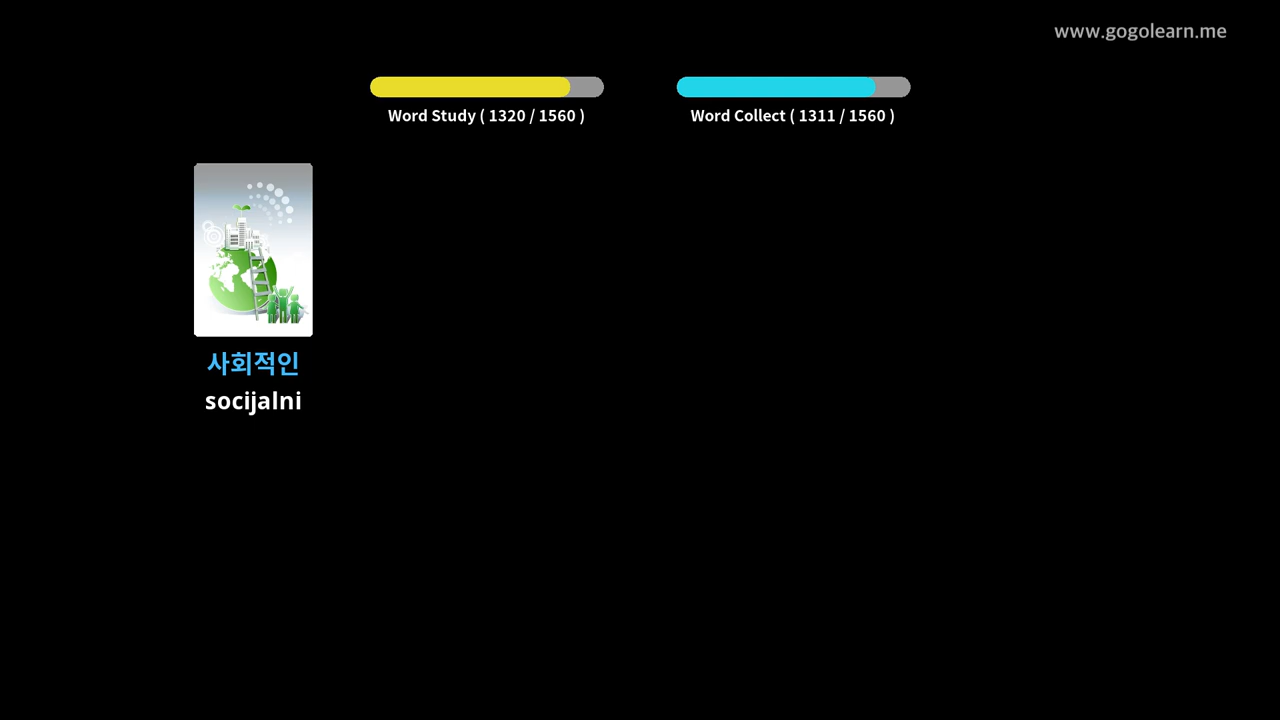 www.gogolearn.me
Word Study ( 1320 / 1560 )
Word Collect ( 1311 / 1560 )
사회적인
socijalni